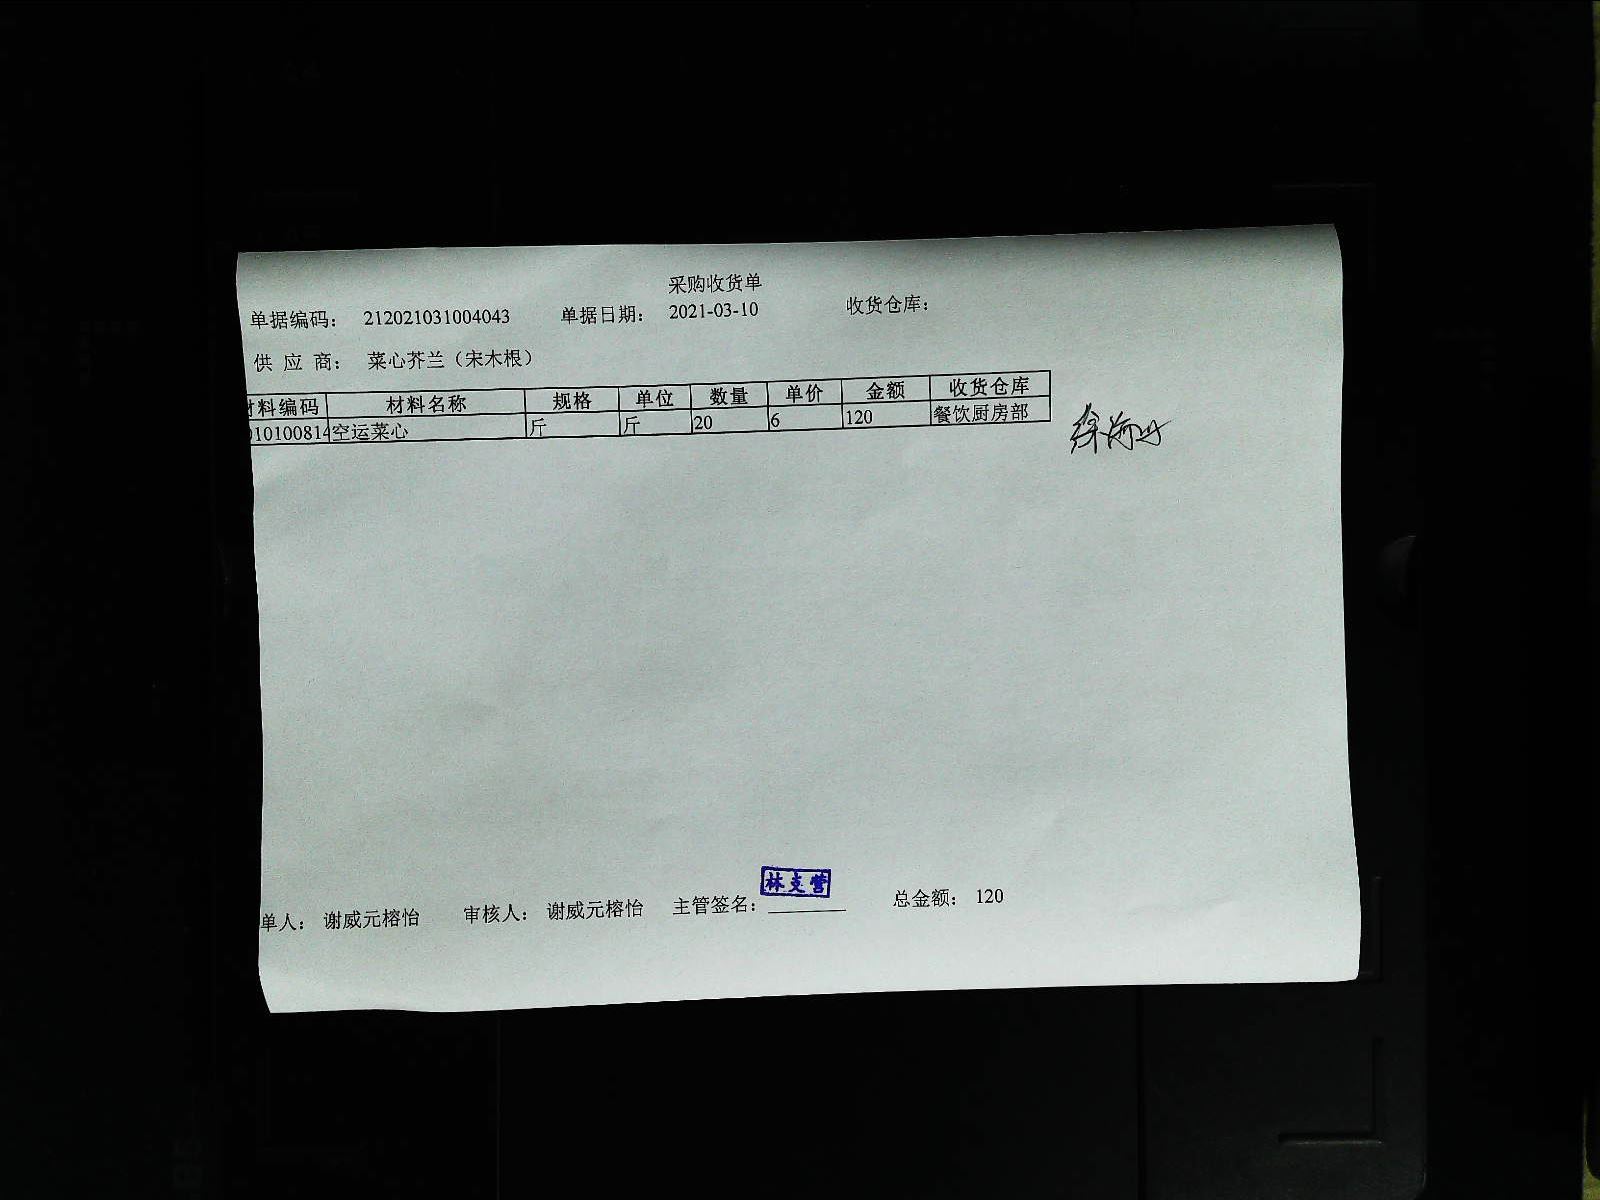 采购收货单
单据编码： 212021031004043 单据日期： 2021-03-10 收货仓库：
供 应 商： 菜心芥兰（宋木根）
材料编码 材料名称 规格 单位 数量 单价 金额 收货仓库
010100814 空运菜心 斤 斤 20 6 120 餐饮厨房部
林支营
单人： 谢威元榕怡 审核人： 谢威元榕怡 主管签名： 总金额： 120